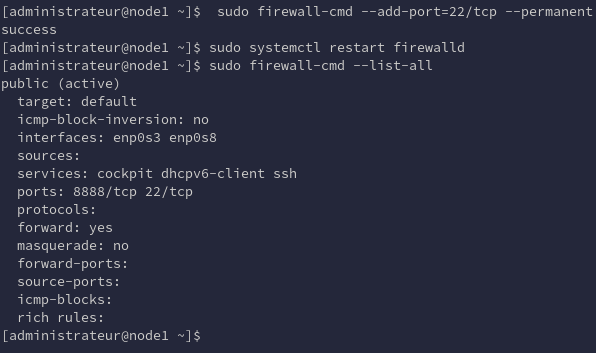 [administrateur@node1 ~]$  sudo firewall-cmd --add-port=22/tcp --permanent
success
[administrateur@node1 ~]$ sudo systemctl restart firewalld
[administrateur@node1 ~]$ sudo firewall-cmd --list-all
public (active)
  target: default
  icmp-block-inversion: no
  interfaces: enp0s3 enp0s8
  sources:
  services: cockpit dhcpv6-client ssh
  ports: 8888/tcp 22/tcp
  protocols:
  forward: yes
  masquerade: no
  forward-ports:
  source-ports:
  icmp-blocks:
  rich rules:
[administrateur@node1 ~]$